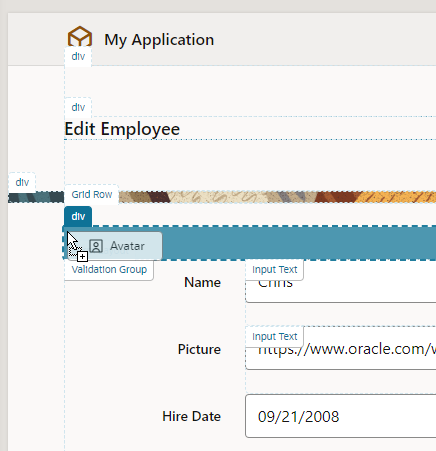 My Application
div
div
Edit Employee
div
Grid Row
div
Avatar
Validation Group
Input Text
Name
Chris
Input Text
Picture
https://www.oracle.com/
Hire Date
09/21/2008